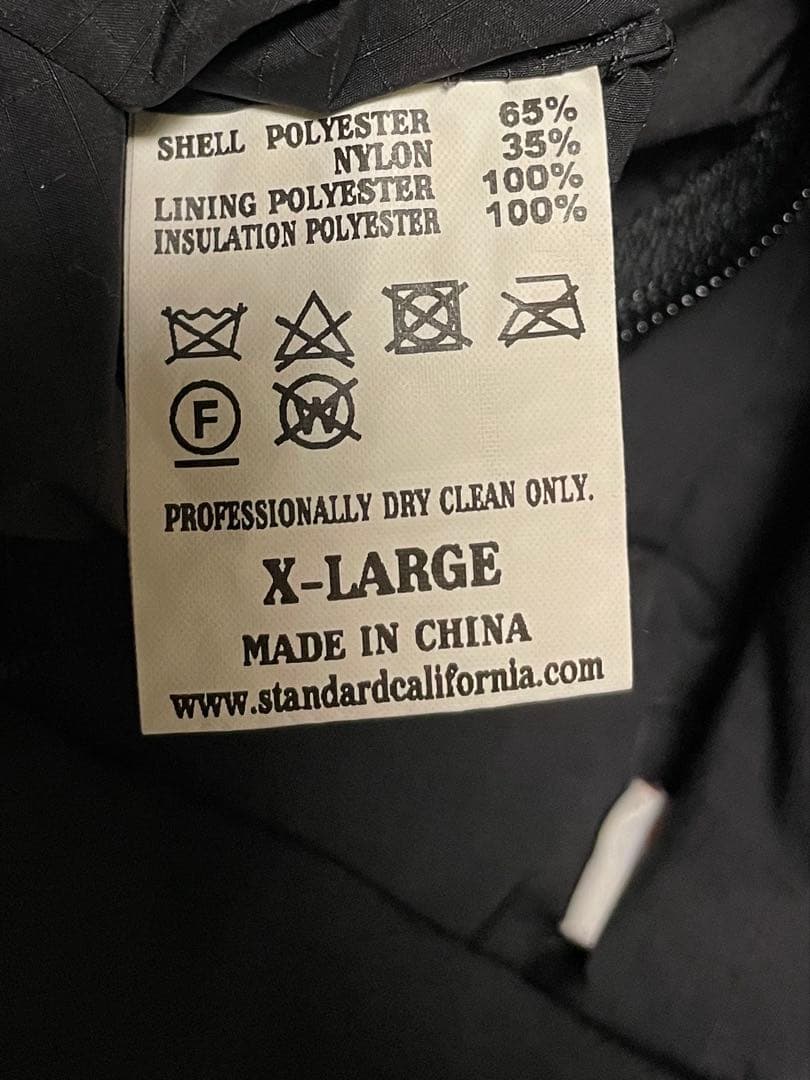 SHELL POLYESTER 65%
NYLON 35%
LINING POLYESTER 100%
INSULATION POLYESTER 100%
F W
PROFESSIONALLY DRY CLEAN ONLY.
X-LARGE
MADE IN CHINA
www.standardcalifornia.com